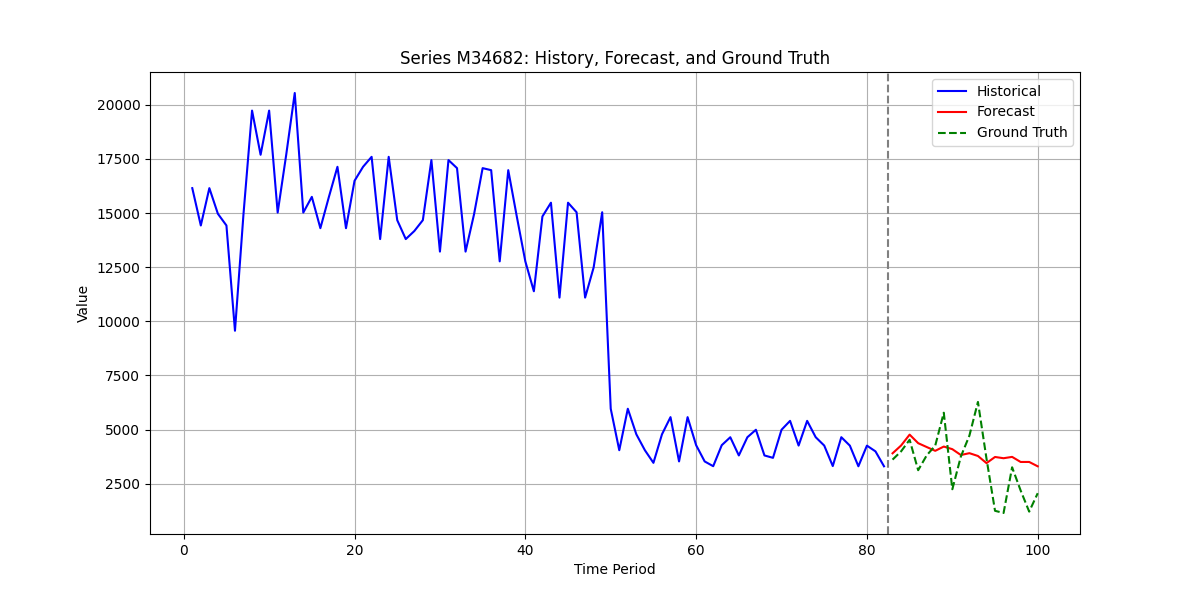 Series M34682: History, Forecast, and Ground Truth
Historical
Forecast
Ground Truth
Value
20000
17500
15000
12500
10000
7500
5000
2500
0 20 40 60 80 100
Time Period